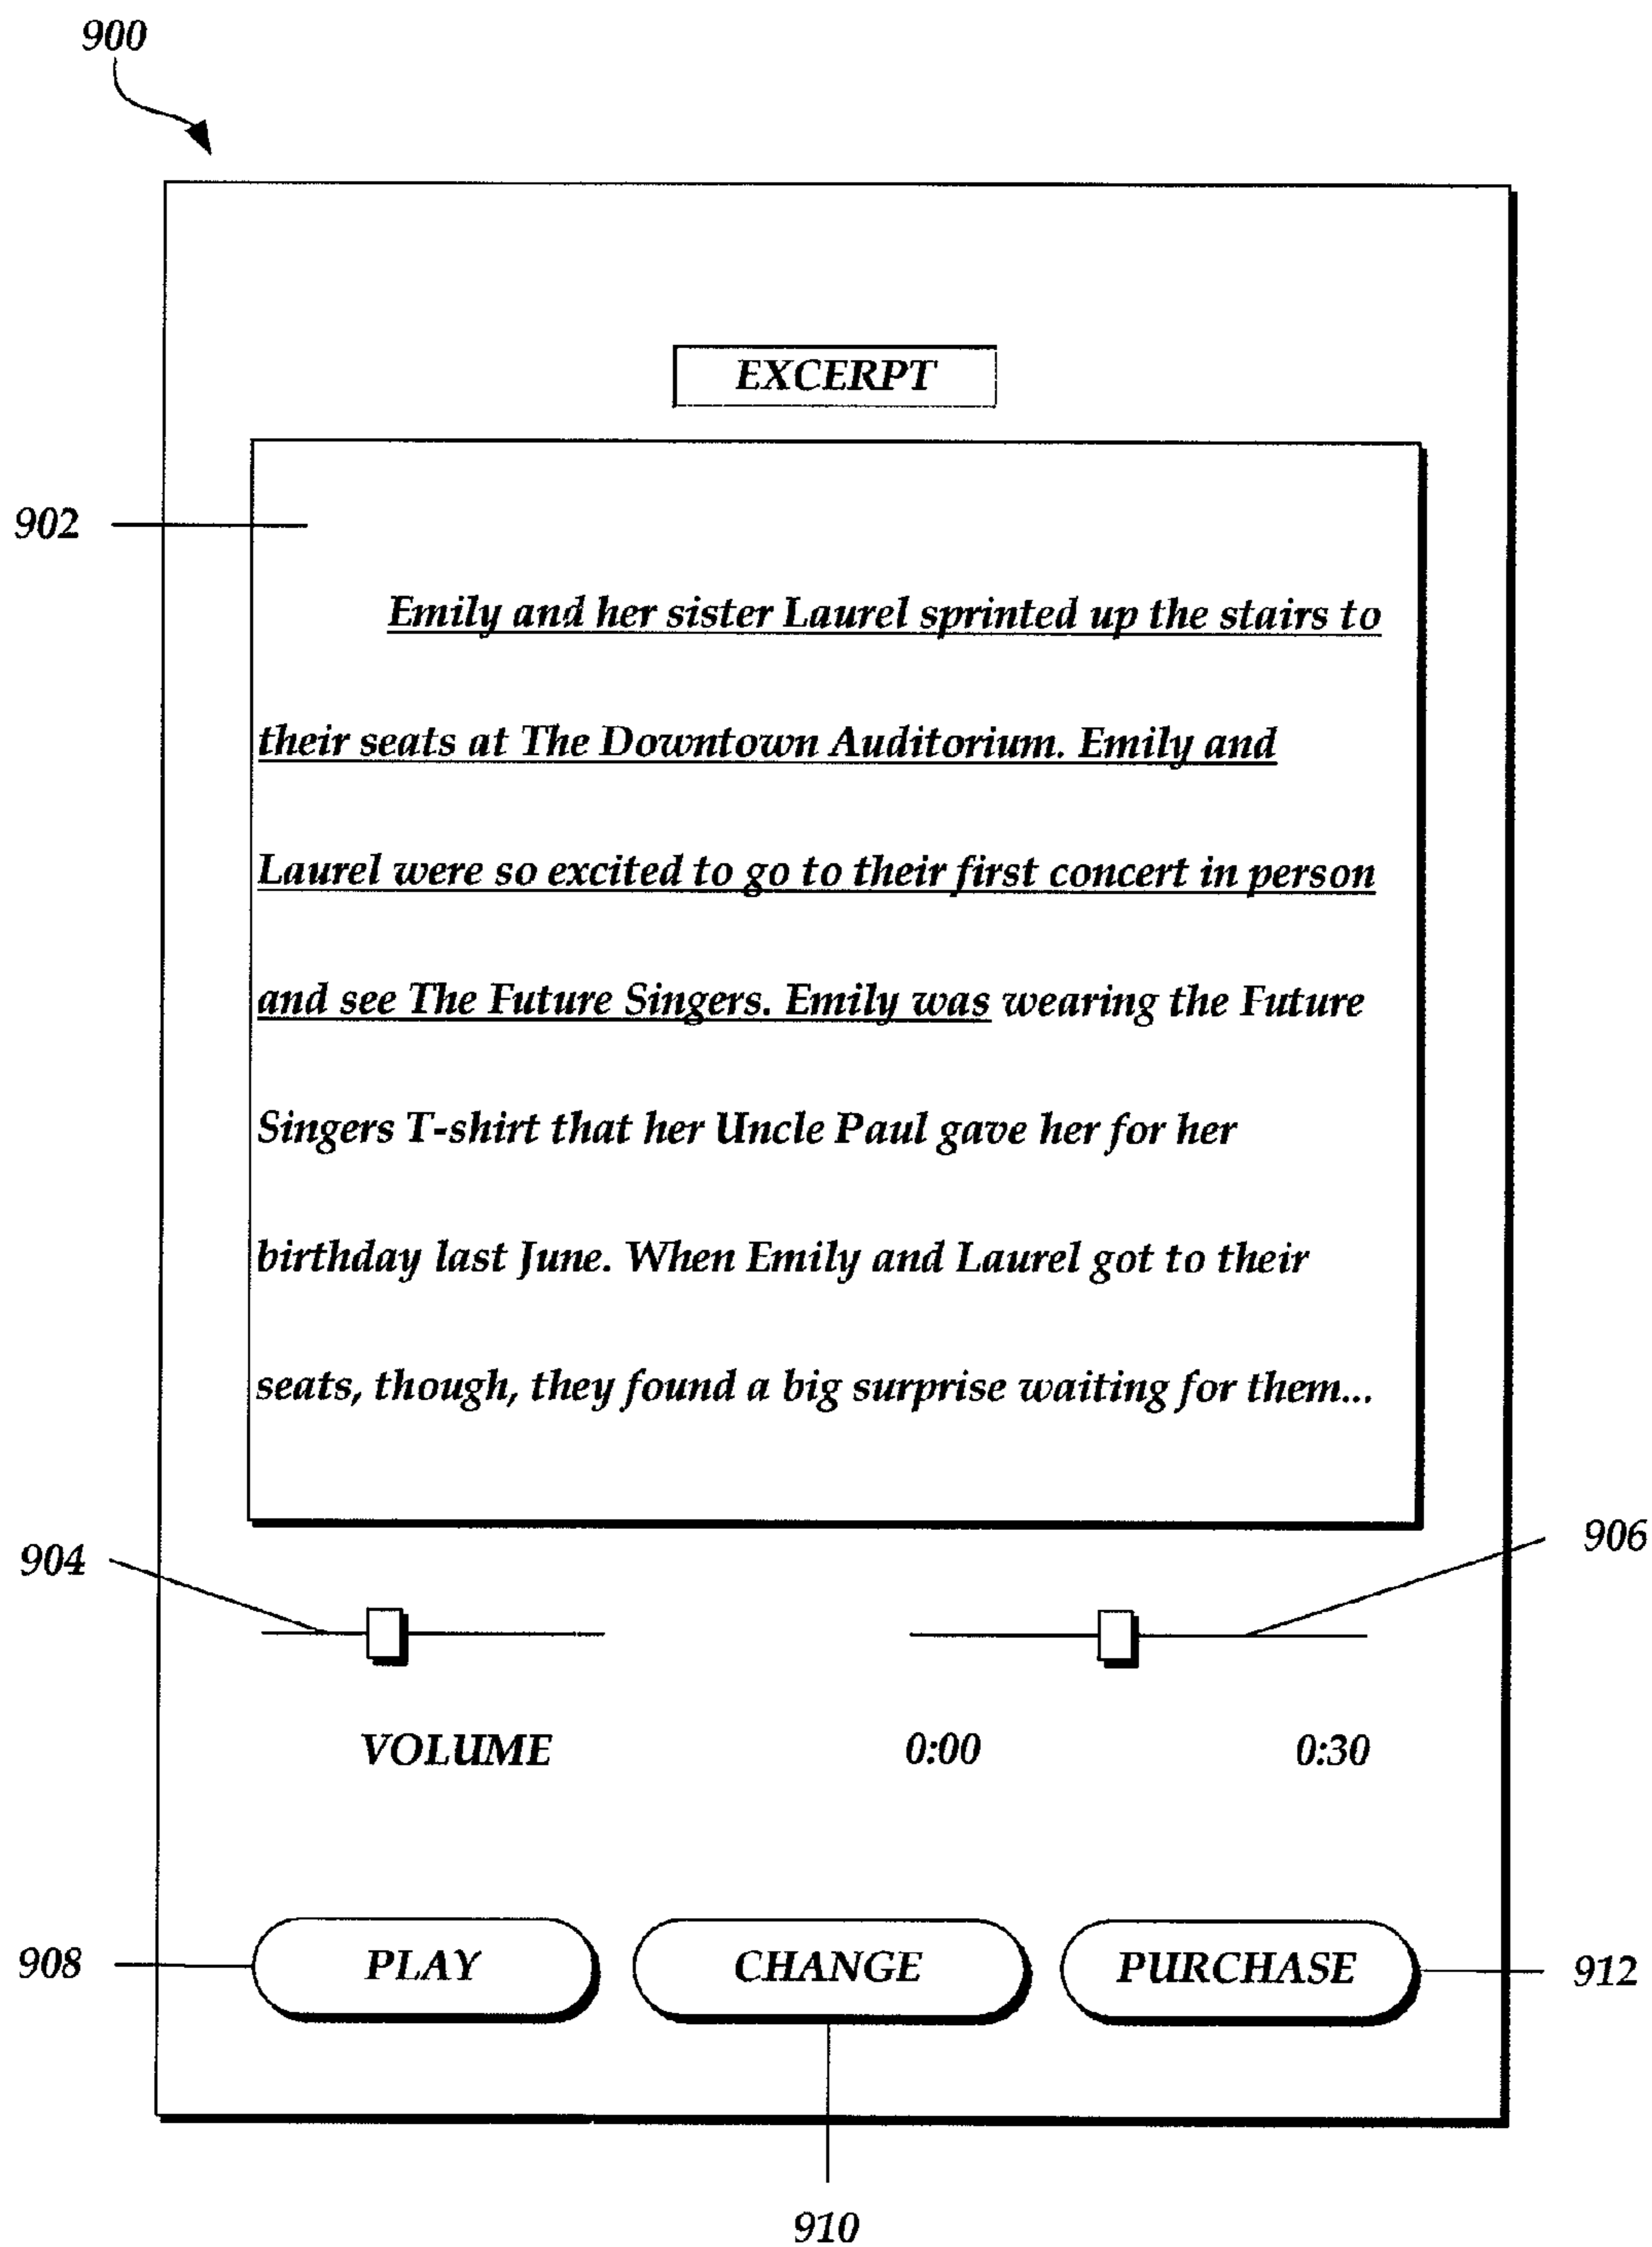 900
EXCERPT
902
Emily and her sister Laurel sprinted up the stairs to
their seats at The Downtown Auditorium. Emily and
Laurel were so excited to go to their first concert in person
and see The Future Singers. Emily was wearing the Future
Singers T-shirt that her Uncle Paul gave her for her
birthday last June. When Emily and Laurel got to their
seats, though, they found a big surprise waiting for them...
904
906
VOLUME
0:00
0:30
908
PLAY
CHANGE
PURCHASE
912
910